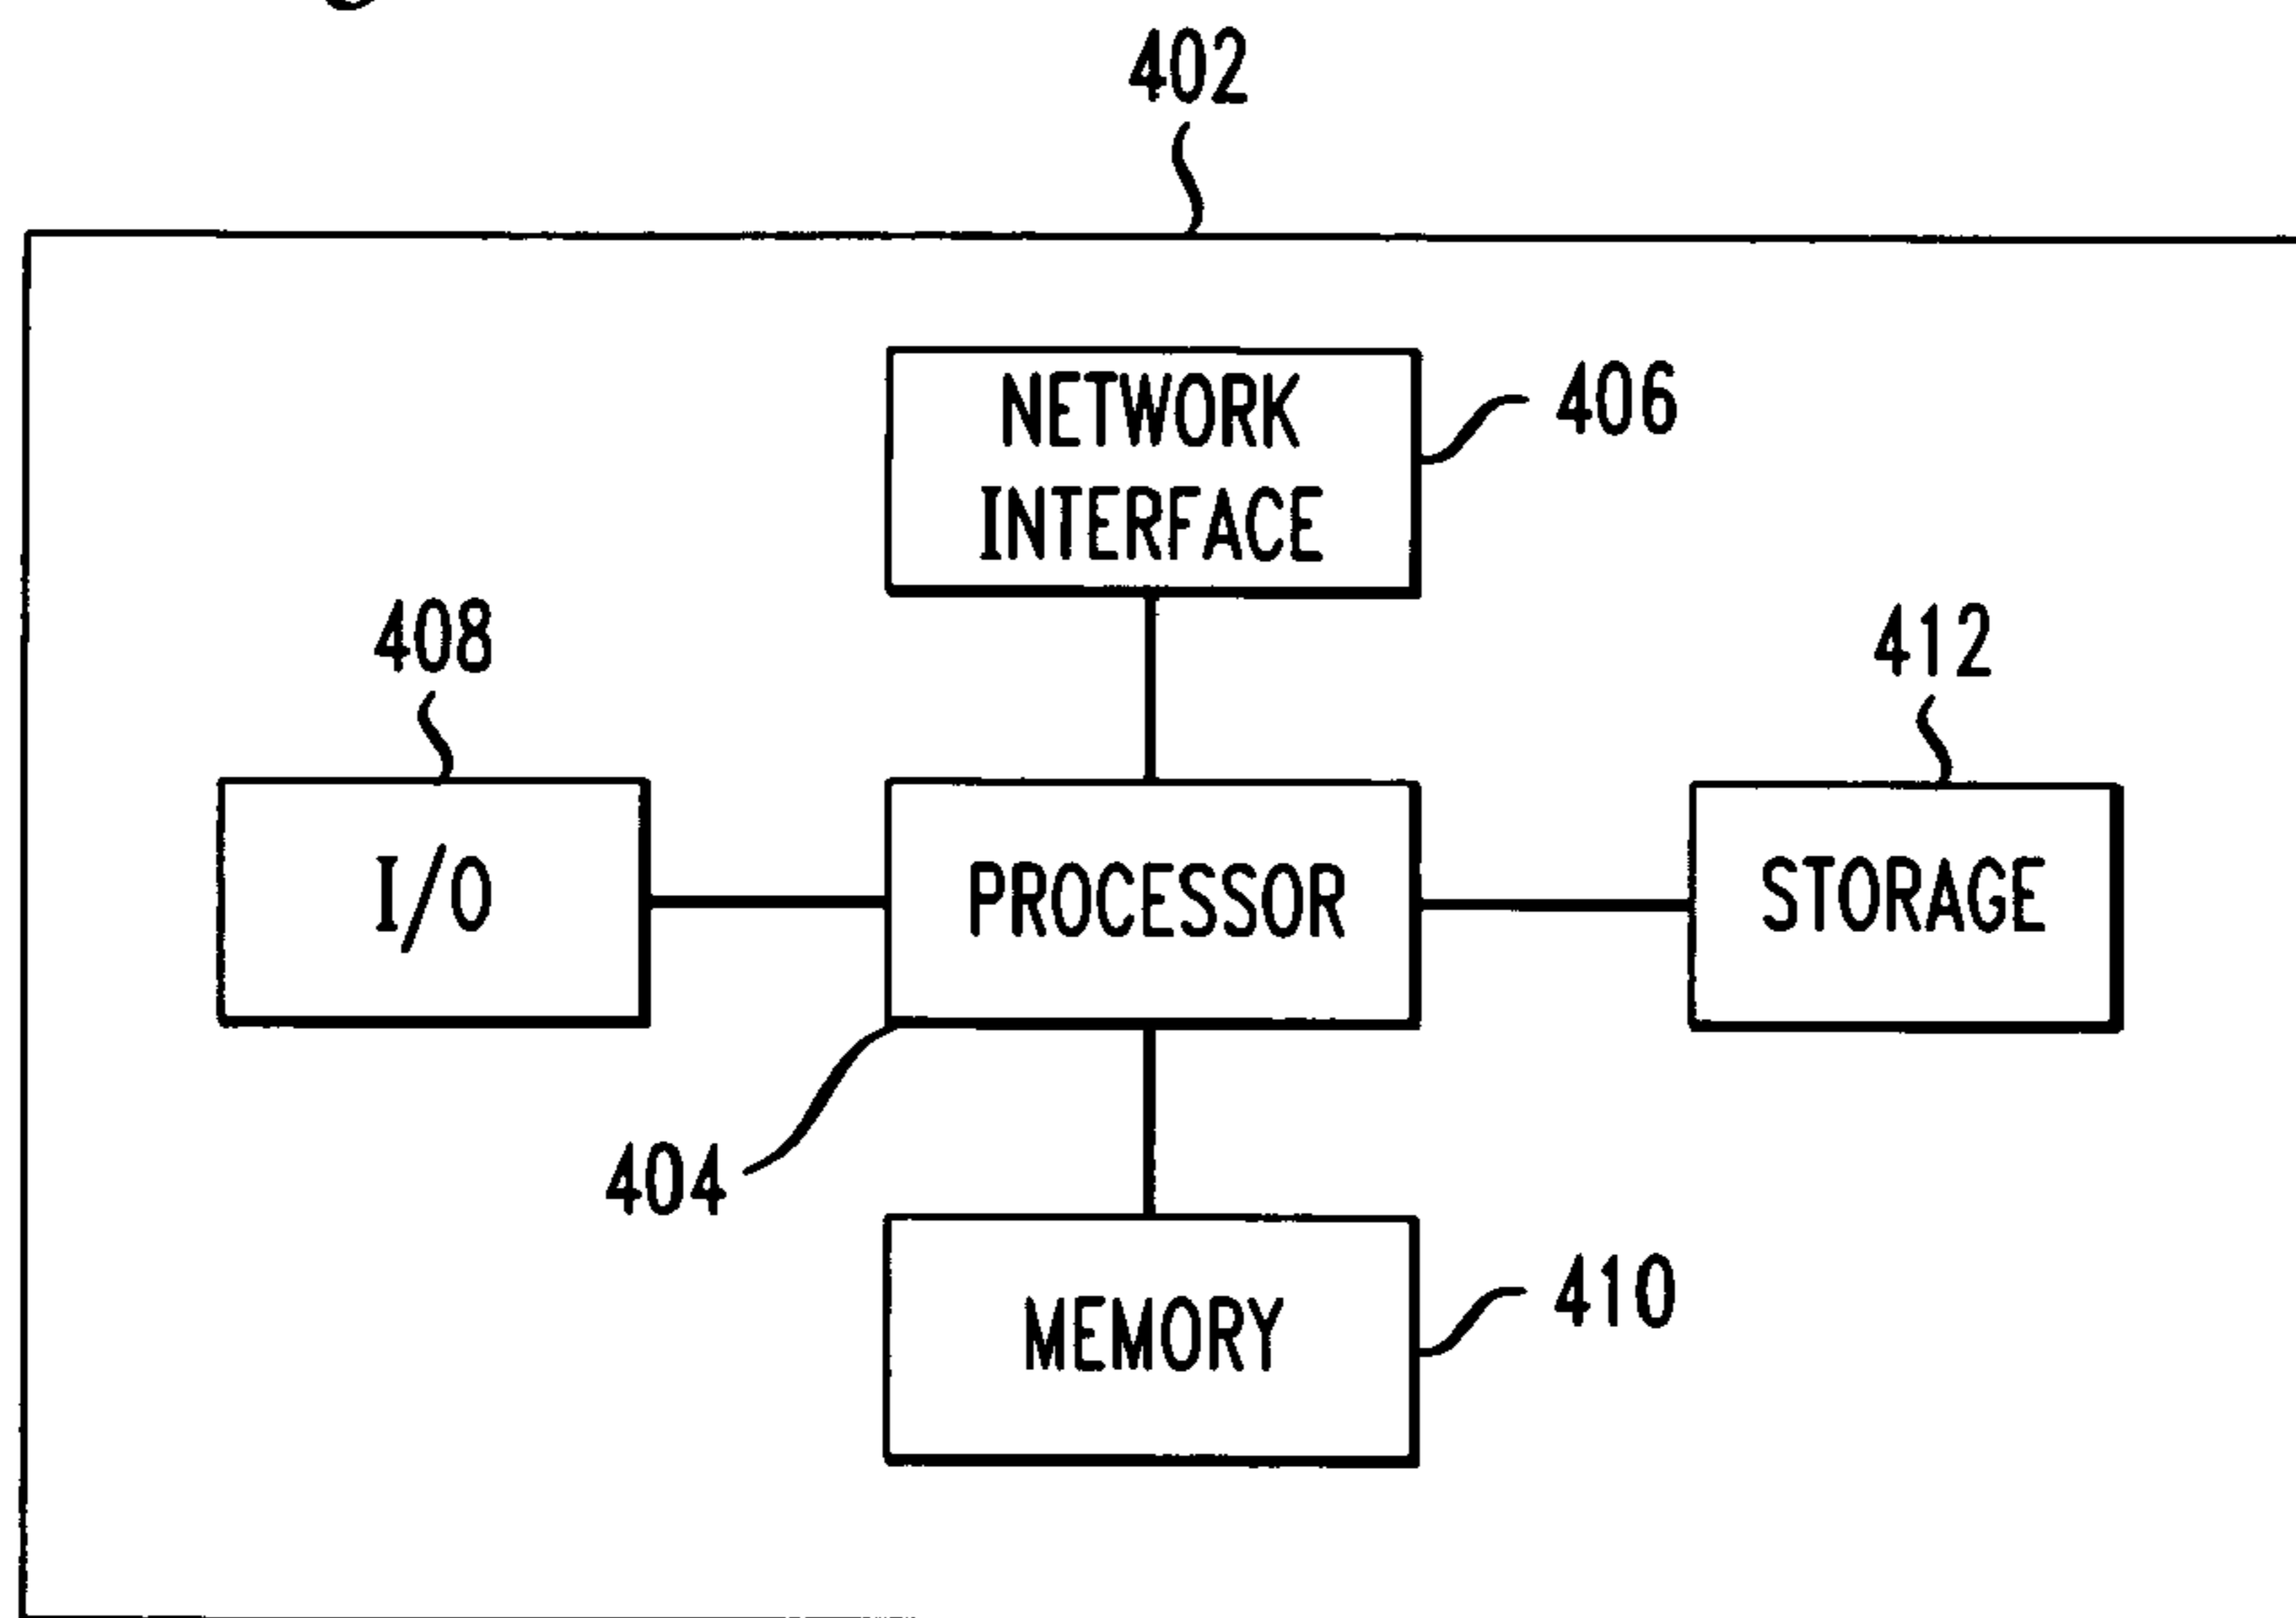 402
NETWORK
INTERFACE
406
408
412
I/O
PROCESSOR
STORAGE
404
MEMORY
410